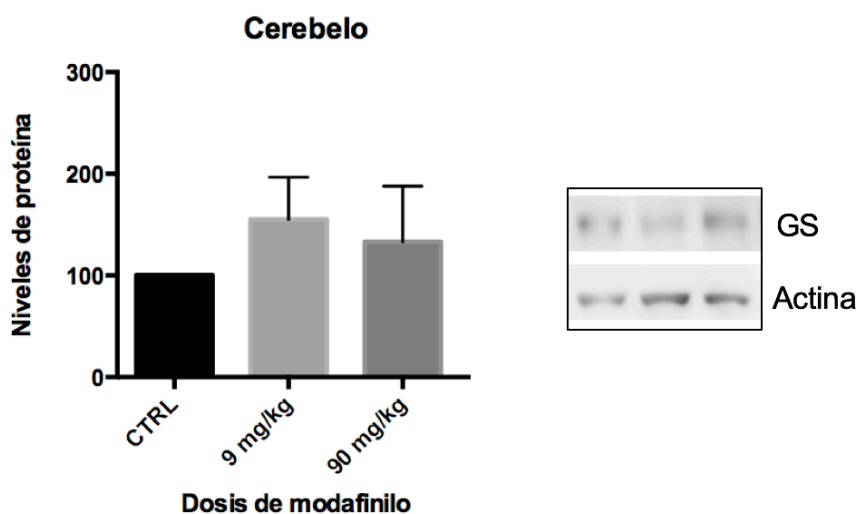 Cerebelo
Niveles de proteína
300
200
100
0
CTRL
9 mg/kg
90 mg/kg
Dosis de modafinilo
GS
Actina